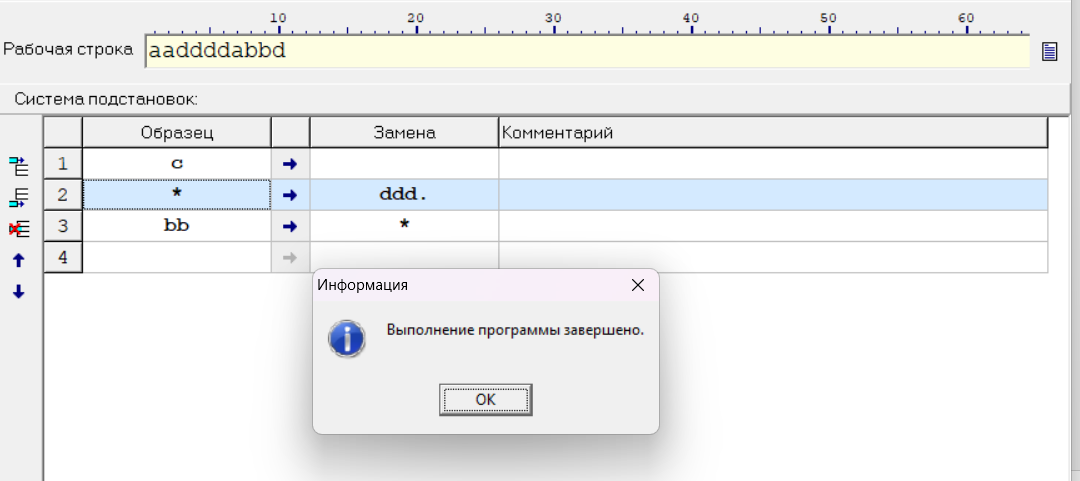 10 20 30 40 50 60
Рабочая строка aaddddabbd
Система подстановок:
Образец Замена Комментарий
1 c ➔
2 * ➔ ddd.
3 bb ➔ *
4 ➔
Информация
Выполнение программы завершено.
OK